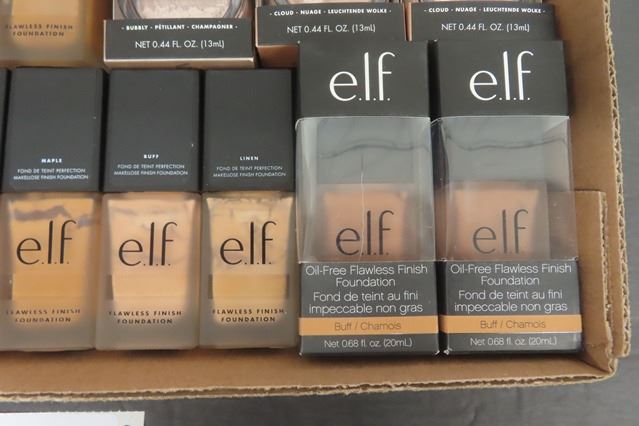 FLAWLESS FINISH
FOUNDATION
- BUBBLY · PÉTILLANT · CHAMPAGNER -
NET 0.44 FL. OZ. (13mL)
- CLOUD · NUAGE · LEUCHTENDE WOLKE -
NET 0.44 FL. OZ. (13mL)
- CLOUD · NUAGE · LEUCHTENDE WOLKE -
NET 0.44 FL. OZ. (13mL)
MAPLE
FOND DE TEINT PERFECTION
MAKELLOSE FINISH FOUNDATION
e.l.f.
FLAWLESS FINISH
FOUNDATION
BUFF
FOND DE TEINT PERFECTION
MAKELLOSE FINISH FOUNDATION
e.l.f.
FLAWLESS FINISH
FOUNDATION
LINEN
FOND DE TEINT PERFECTION
MAKELLOSE FINISH FOUNDATION
e.l.f.
FLAWLESS FINISH
FOUNDATION
e.l.f.
e.l.f.
Oil-Free Flawless Finish
Foundation
Fond de teint au fini
impeccable non gras
Buff / Chamois
Net 0.68 fl. oz. (20mL)
e.l.f.
e.l.f.
Oil-Free Flawless Finish
Foundation
Fond de teint au fini
impeccable non gras
Buff / Chamois
Net 0.68 fl. oz. (20mL)